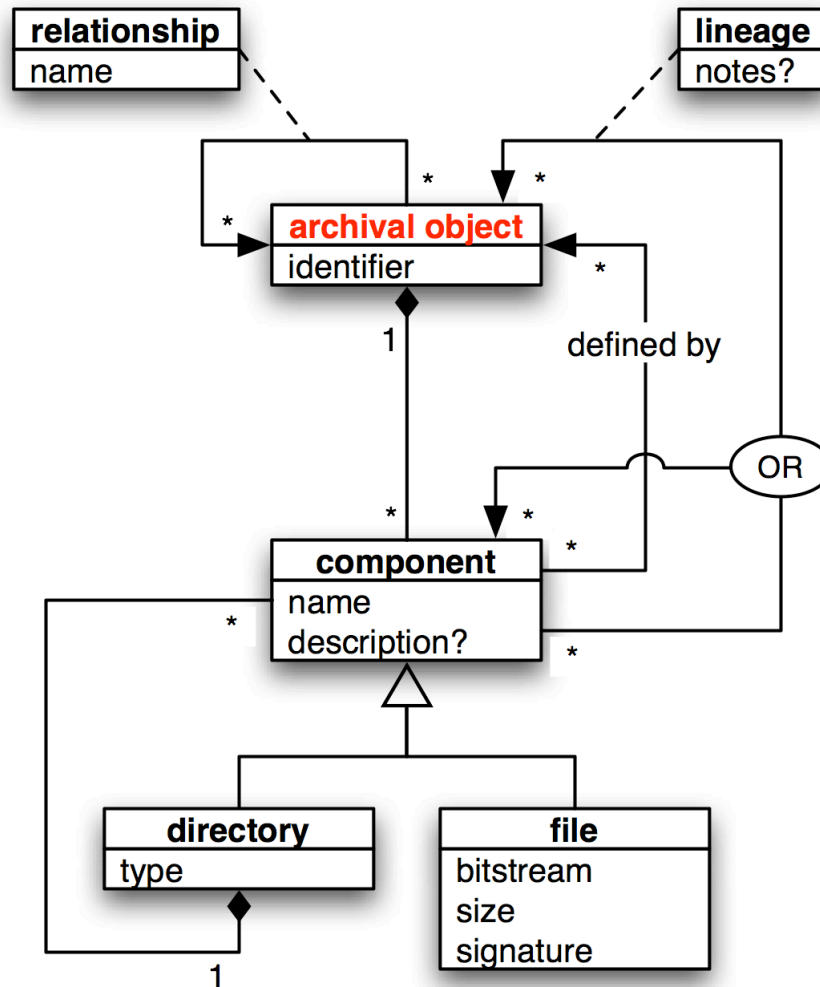 relationship
name
lineage
notes?
*
*
*
archival object
identifier
*
1
defined by
OR
*
*
*
component
name
description?
*
*
directory
type
file
bitstream
size
signature
1